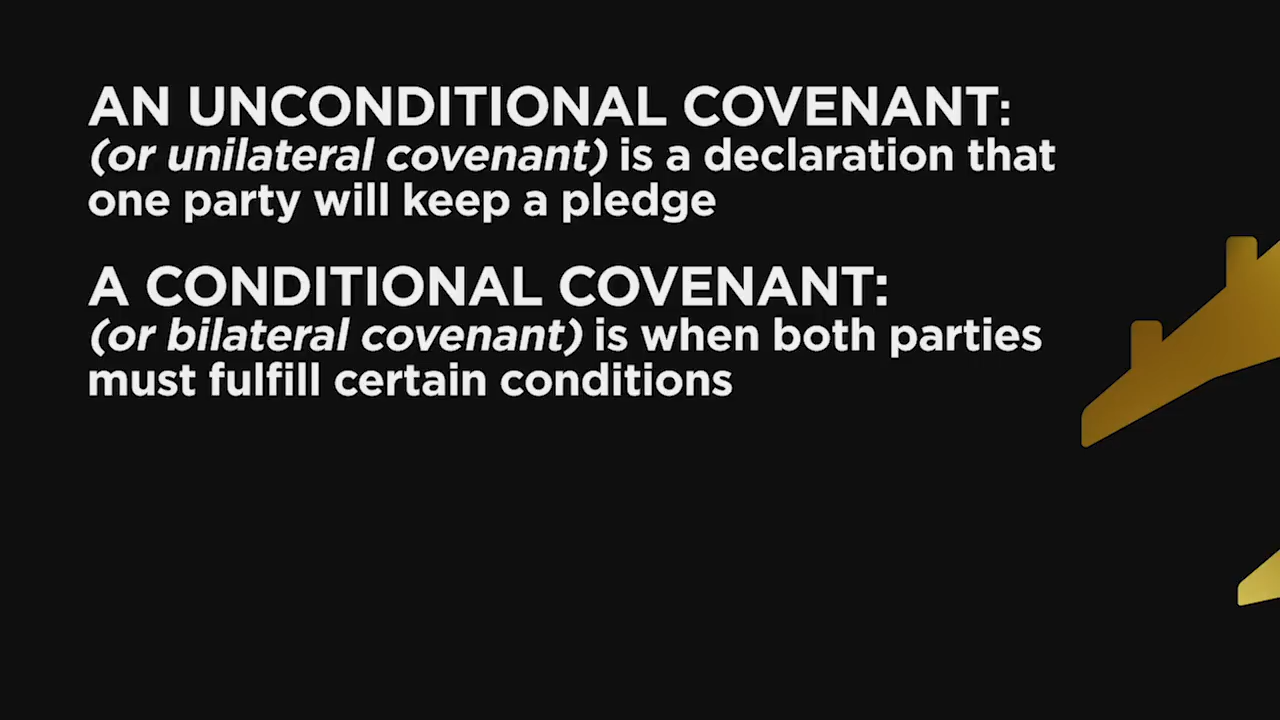 AN UNCONDITIONAL COVENANT:
(or unilateral covenant) is a declaration that
one party will keep a pledge
A CONDITIONAL COVENANT:
(or bilateral covenant) is when both parties
must fulfill certain conditions